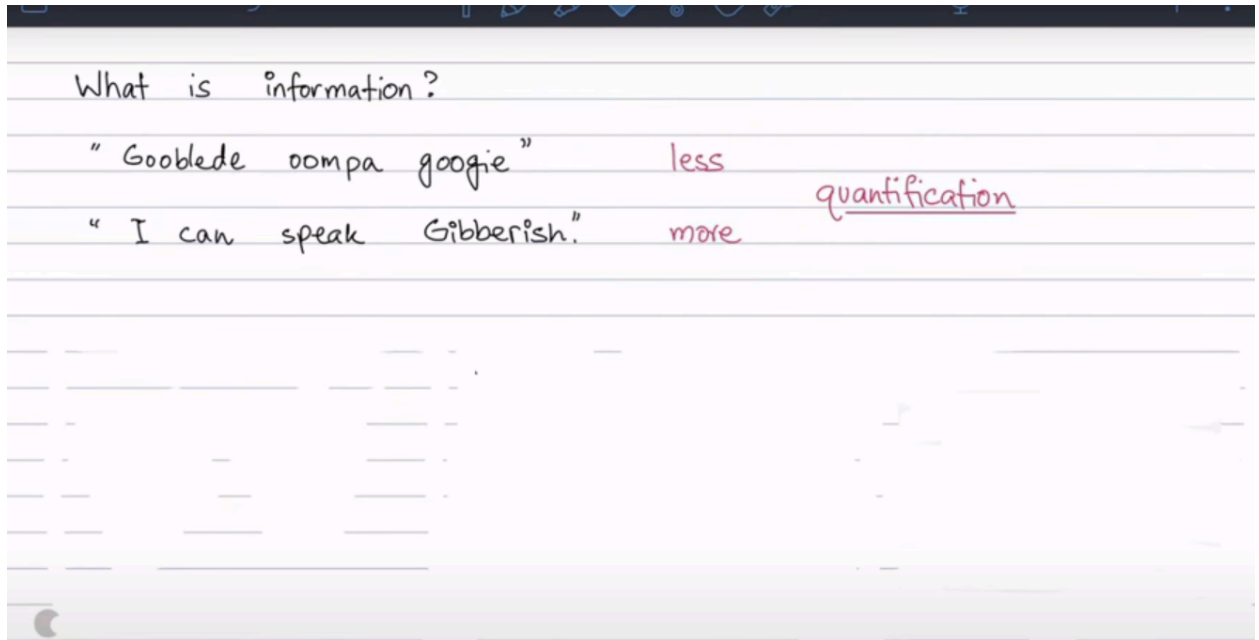 What is information?
" Gooblede oompa googie" less
quantification
" I can speak Gibberish." more